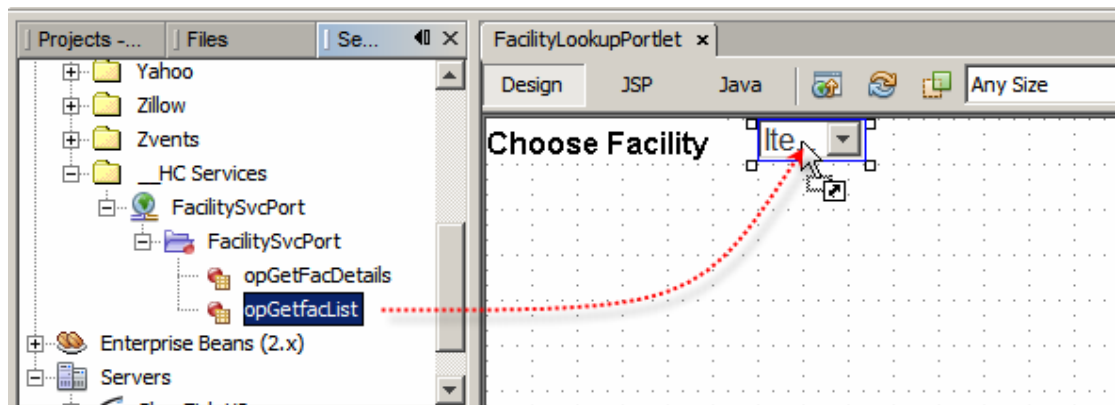 Projects -... Files Se...
Yahoo
Zillow
Zvents
__HC Services
FacilitySvcPort
FacilitySvcPort
opGetFacDetails
opGetfacList
Enterprise Beans (2.x)
Servers
FacilityLookupPortlet
Design JSP Java Any Size
Choose Facility Ite